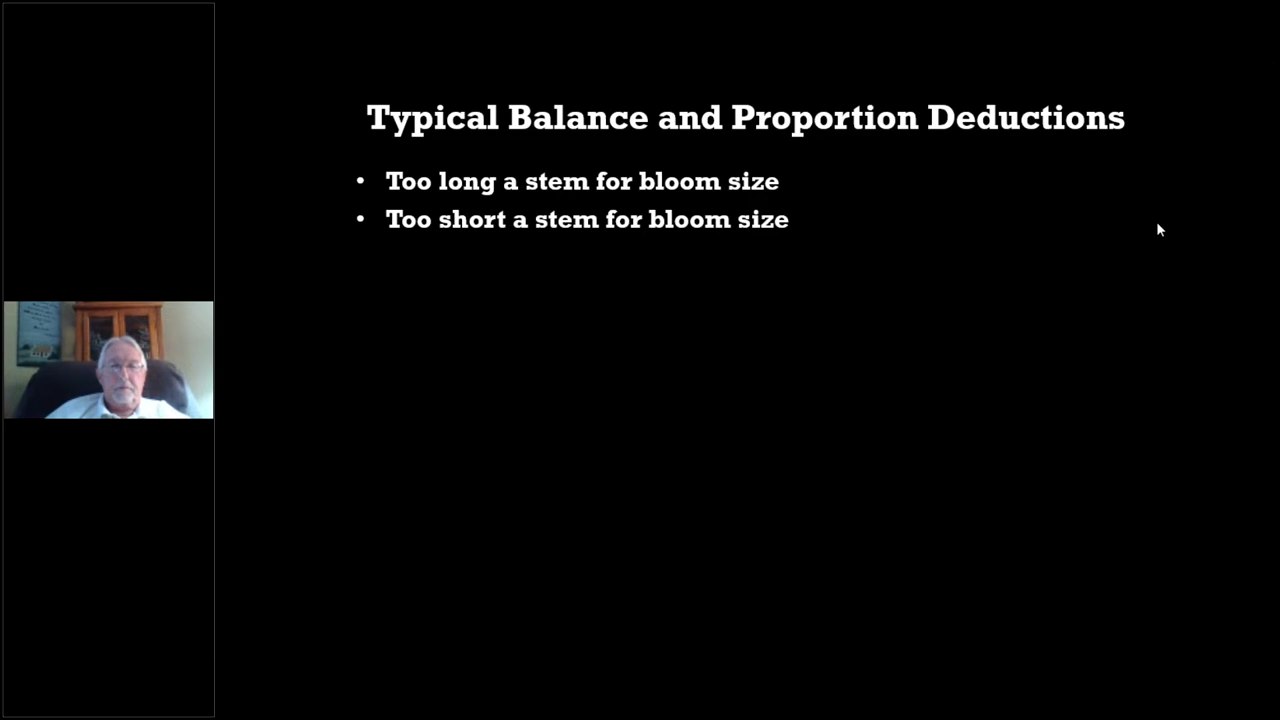 Typical Balance and Proportion Deductions
• Too long a stem for bloom size
• Too short a stem for bloom size